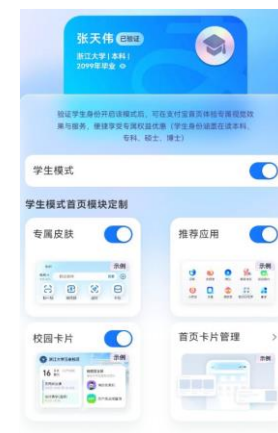 张天伟 已验证
浙江大学 | 本科 |
2099年毕业
验证学生身份开启该模式后，可在支付宝首页体验专属视觉效
果与服务，便捷享受专属权益优惠（学生身份涵盖在读本科、
专科、硕士、博士）
学生模式
学生模式首页模块定制
专属皮肤
推荐应用
示例
示例
校园卡片
首页卡片管理
示例
示例
16